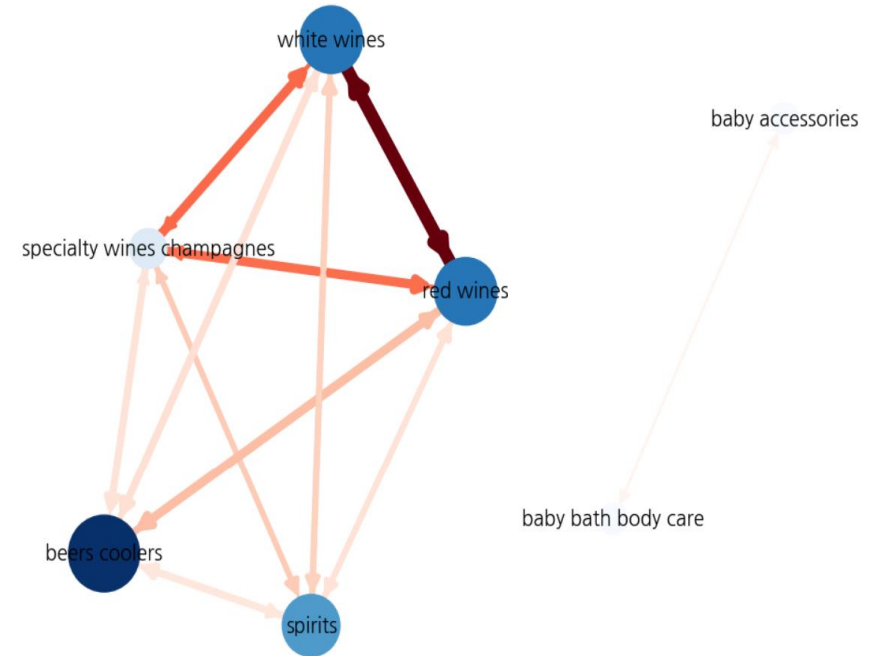 white wines
baby accessories
specialty wines champagnes
red wines
baby bath body care
beers coolers
spirits